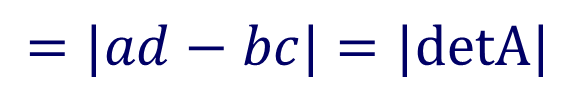 = |ad − bc| = |detA|